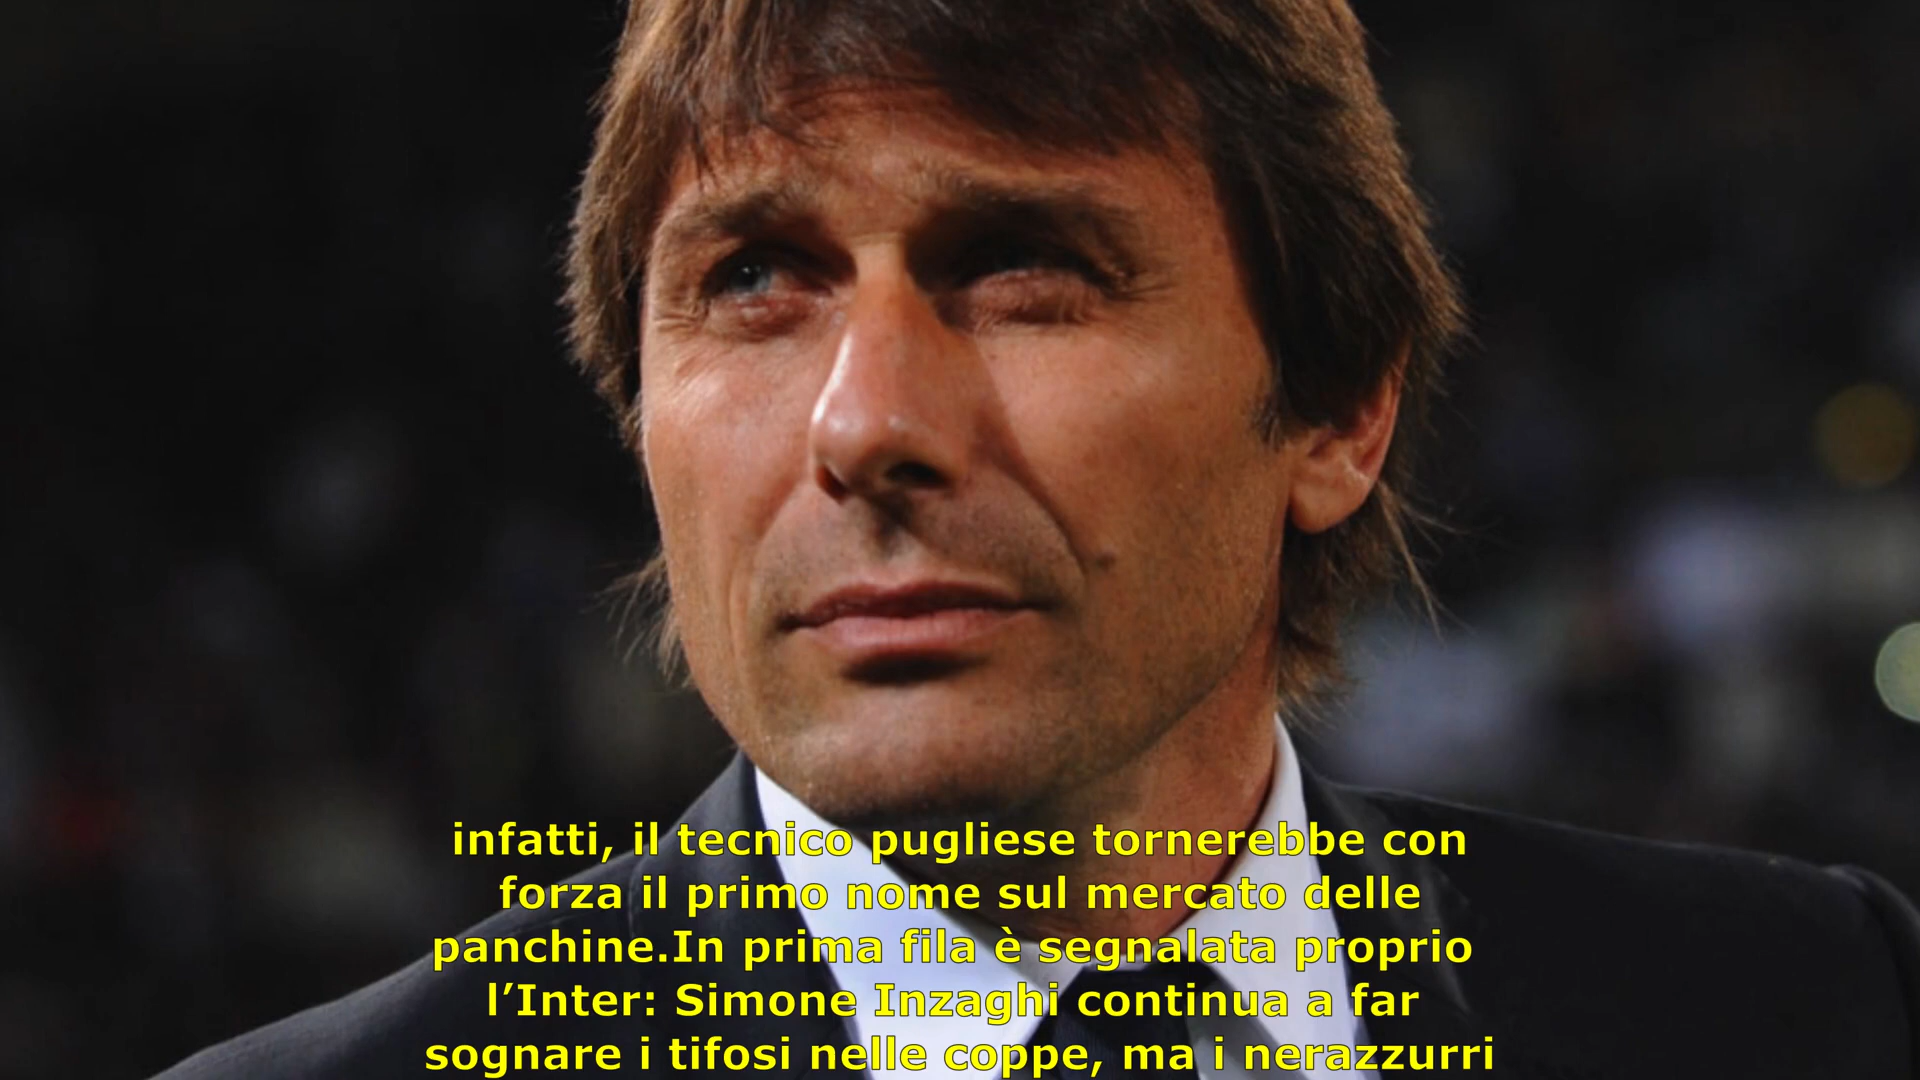 infatti, il tecnico pugliese tornerebbe con
forza il primo nome sul mercato delle
panchine.In prima fila è segnalata proprio
l’Inter: Simone Inzaghi continua a far
sognare i tifosi nelle coppe, ma i nerazzurri